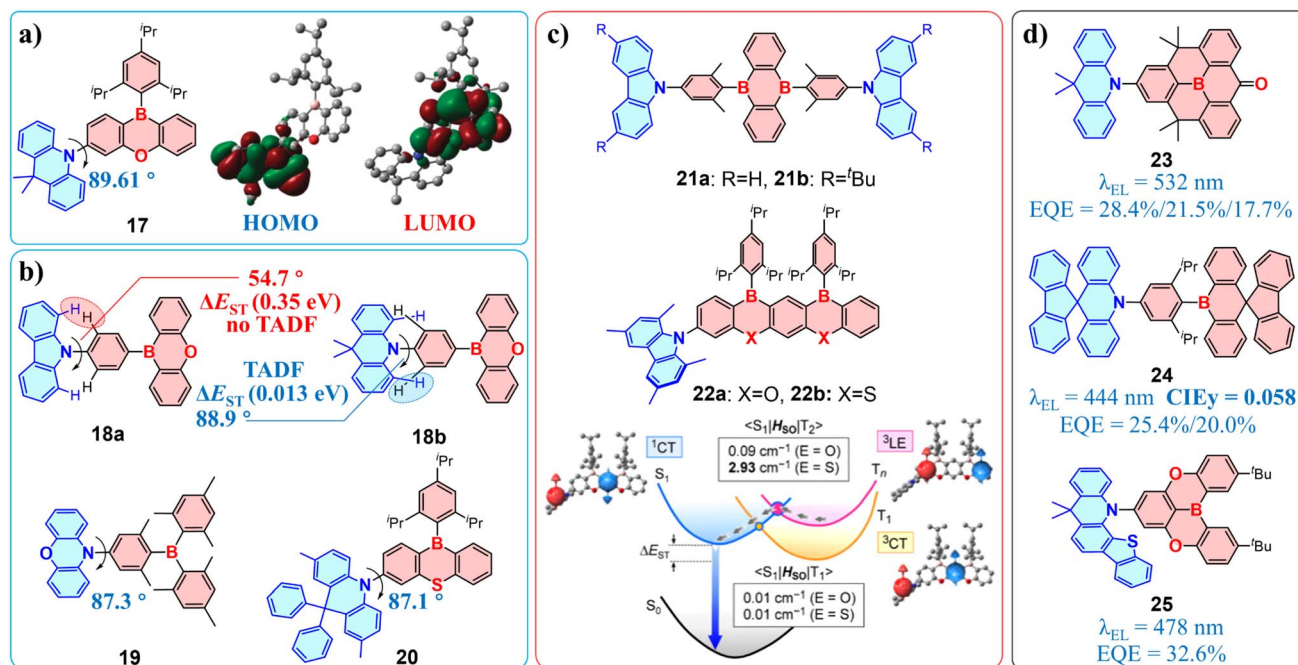 a)
iPr
iPr
iPr
B
O
N
89.61 °
17
HOMO
LUMO
b)
54.7 °
ΔEST (0.35 eV)
no TADF
H
H
N
H
B
O
18a
TADF
ΔEST (0.013 eV)
88.9 °
H
H
N
H
H
B
O
18b
O
N
B
87.3 °
19
iPr
iPr
iPr
B
S
N
87.1 °
20
c)
R
R
R
R
N
B
B
N
21a: R=H, 21b: R=tBu
iPr
iPr
iPr
iPr
iPr
iPr
B
B
X
X
N
22a: X=O, 22b: X=S
<S1|HSO|T2>
0.09 cm−1 (E = O)
2.93 cm−1 (E = S)
1CT
3LE
S1
Tn
T1
3CT
ΔEST
<S1|HSO|T1>
0.01 cm−1 (E = O)
0.01 cm−1 (E = S)
S0
d)
N
B
O
23
λEL = 532 nm
EQE = 28.4%/21.5%/17.7%
iPr
N
B
iPr
24
λEL = 444 nm CIEy = 0.058
EQE = 25.4%/20.0%
O
tBu
N
B
S
O
tBu
25
λEL = 478 nm
EQE = 32.6%